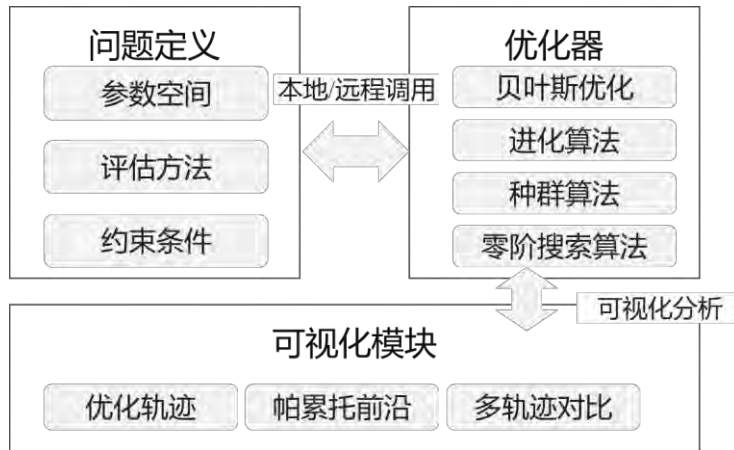 问题定义
参数空间
评估方法
约束条件
本地/远程调用
优化器
贝叶斯优化
进化算法
种群算法
零阶搜索算法
可视化分析
可视化模块
优化轨迹
帕累托前沿
多轨迹对比